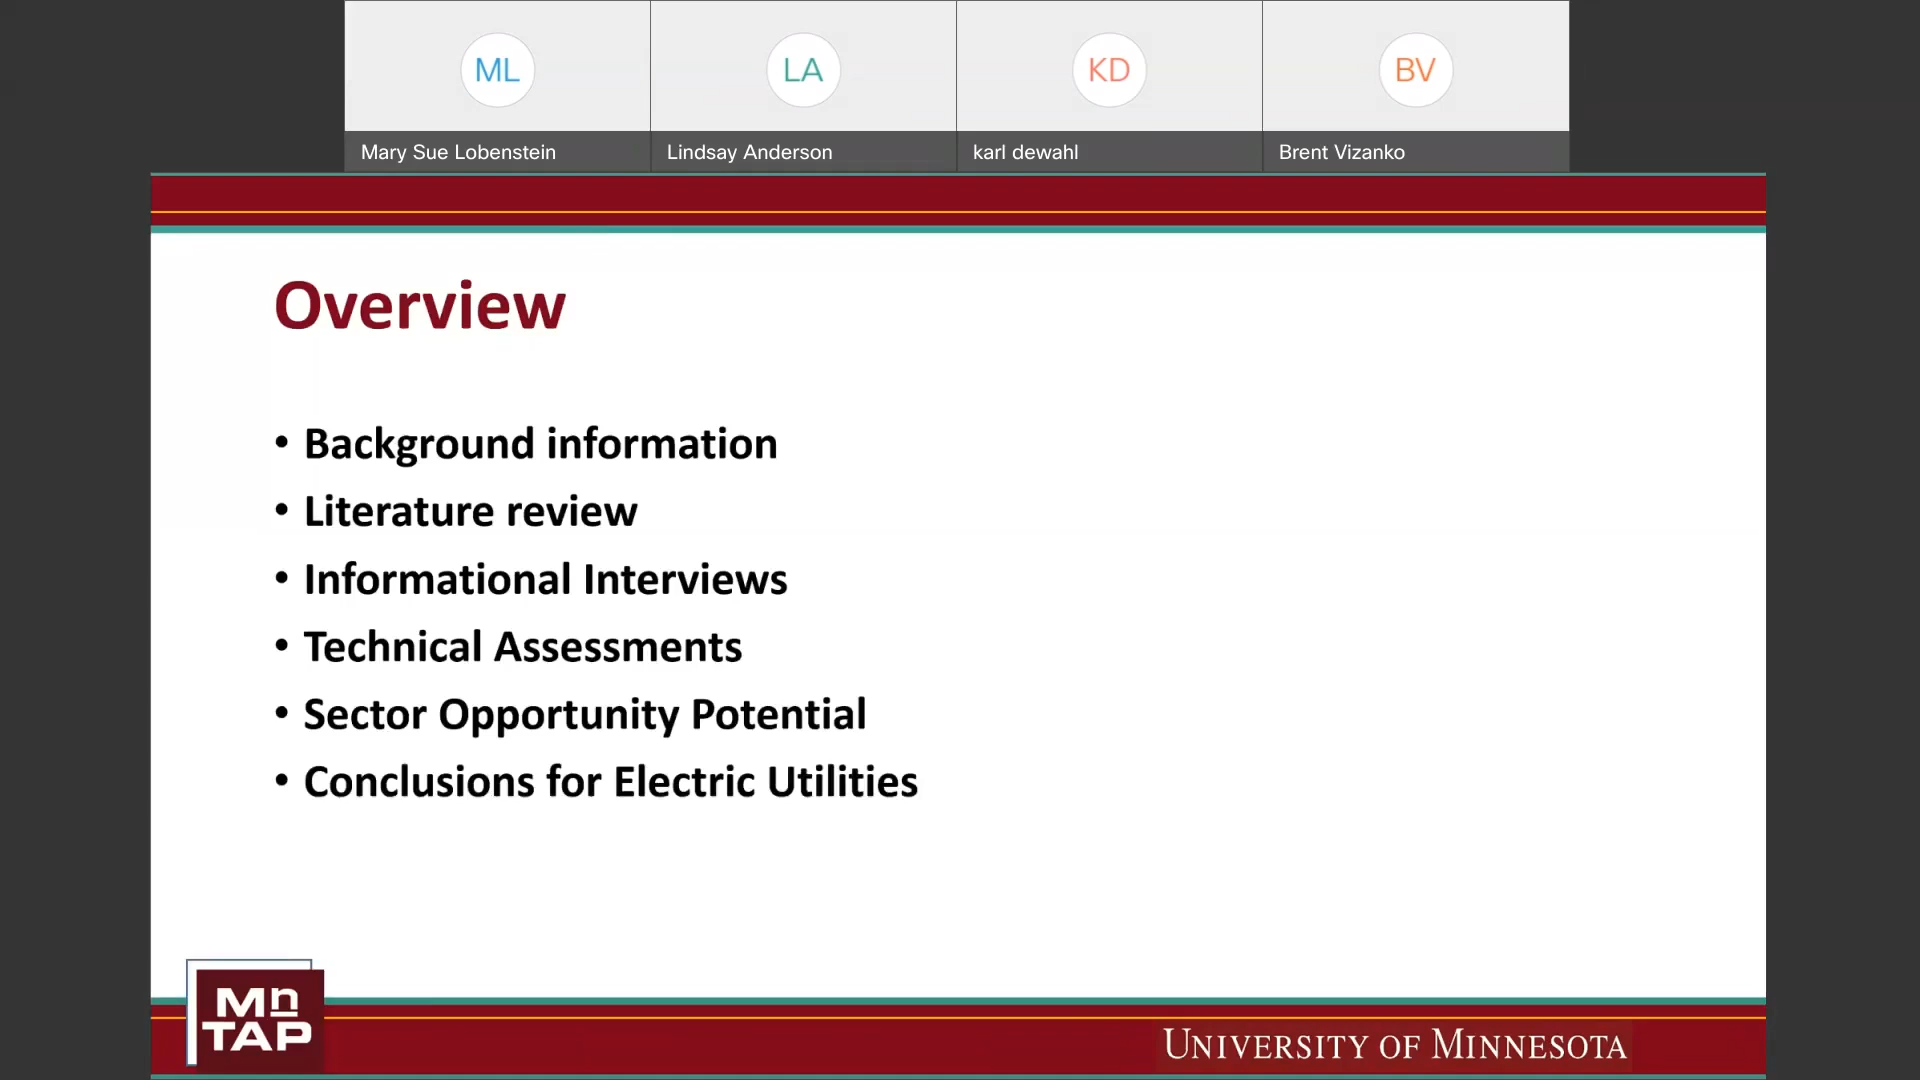 ML
LA
KD
BV
Mary Sue Lobenstein
Lindsay Anderson
karl dewahl
Brent Vizanko
Overview
• Background information
• Literature review
• Informational Interviews
• Technical Assessments
• Sector Opportunity Potential
• Conclusions for Electric Utilities
Mn
TAP
UNIVERSITY OF MINNESOTA